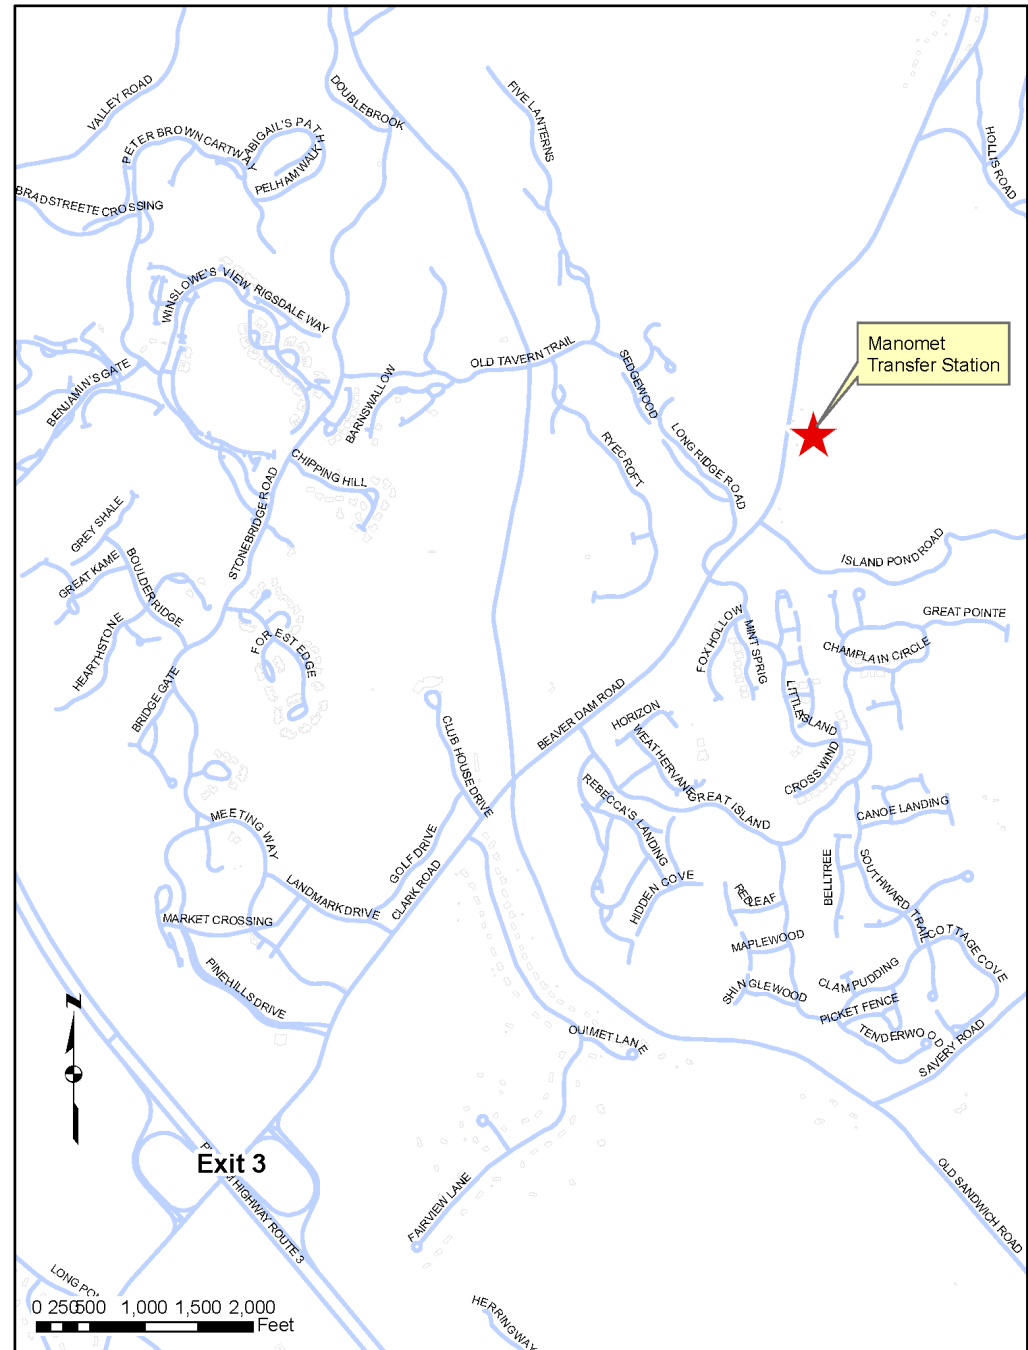 VALLEY ROAD
DOUBLEBROOK
FIVE LANTERNS
HOLLIS ROAD
PETER BROWN CARTWAY
ABIGAIL'S PATH
PELHAM WALK
BRADSTREETE CROSSING
WINSLOWE'S VIEW
RIGSDALE WAY
Manomet
Transfer Station
OLD TAVERN TRAIL
SEDGEWOOD
BENJAMIN'S GATE
BARNSWALLOW
RYECROFT
LONG RIDGE ROAD
CHIPPING HILL
STONEBRIDGE ROAD
GREY SHALE
GREAT KAME
BOULDER RIDGE
ISLAND POND ROAD
HEARTHSTONE
FOREST EDGE
FOX HOLLOW
MINT SPRIG
GREAT POINTE
CHAMPLAIN CIRCLE
BRIDGE GATE
LITTLE ISLAND
BEAVER DAM ROAD
HORIZON
WEATHERVANE
CLUB HOUSE DRIVE
CROSS WIND
REBECCA'S LANDING
GREAT ISLAND
CANOE LANDING
MEETING WAY
GOLF DRIVE
CLARK ROAD
LANDMARK DRIVE
HIDDEN COVE
RED LEAF
BELLTREE
SOUTHWARD TRAIL
MARKET CROSSING
MAPLEWOOD
COTTAGE COVE
PINEHILLS DRIVE
SHINGLEWOOD
CLAM PUDDING
PICKET FENCE
TENDERWOOD
SAVERY ROAD
N
OUIMET LANE
Exit 3
HIGHWAY ROUTE 3
FAIRVIEW LANE
OLD SANDWICH ROAD
LONG
HERRINGWAY
0 250 500 1,000 1,500 2,000
Feet